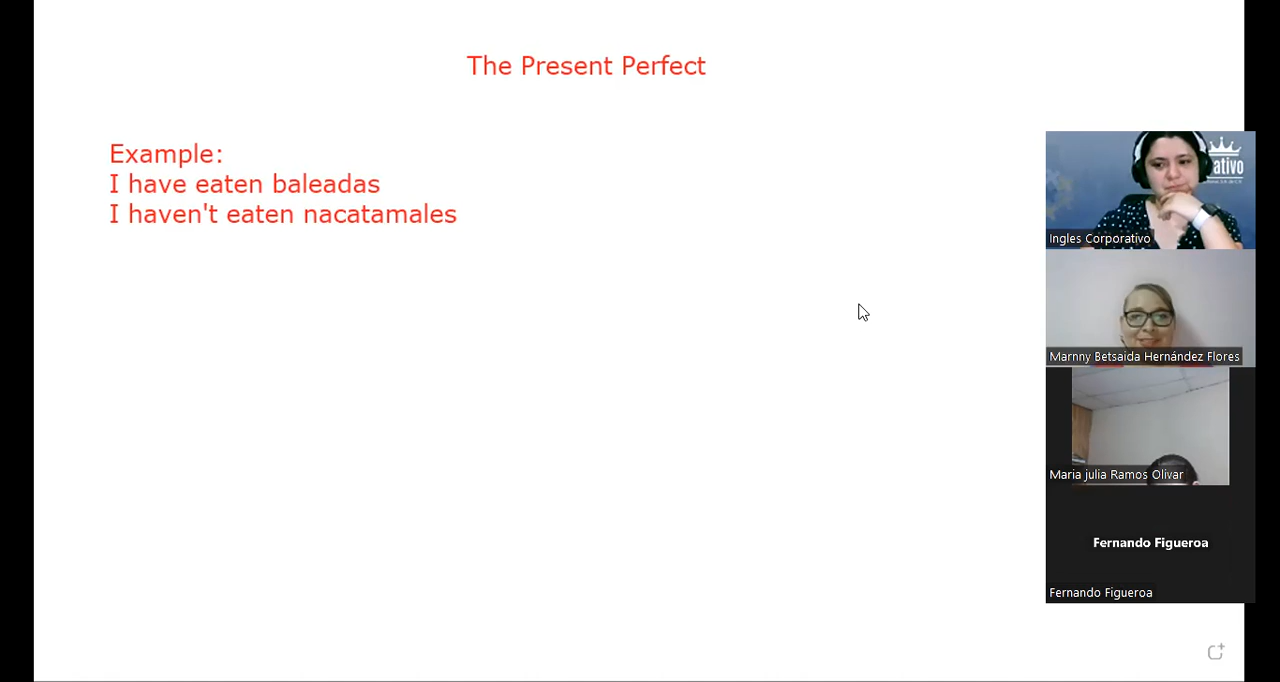 The Present Perfect
Example:
I have eaten baleadas
I haven't eaten nacatamales
ativo
Ingles Corporativo
Marnny Betsaida Hernández Flores
Maria julia Ramos Olivar
Fernando Figueroa
Fernando Figueroa